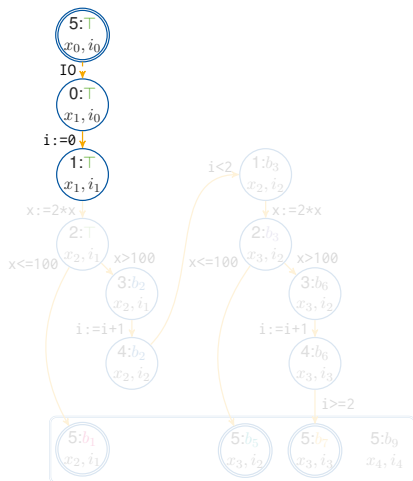 5:⊤
x₀, i₀
IO
0:⊤
x₁, i₀
i:=0
1:⊤
x₁, i₁
i<2
1:b₃
x₂, i₂
x:=2*x
x:=2*x
2:⊤
x₂, i₁
2:b₃
x₃, i₂
x<=100
x>100
x<=100
x>100
3:b₂
x₂, i₁
3:b₆
x₃, i₂
i:=i+1
i:=i+1
4:b₂
x₂, i₂
4:b₆
x₃, i₃
i>=2
5:b₁
x₂, i₁
5:b₅
x₃, i₂
5:b₇
x₃, i₃
5:b₉
x₄, i₄